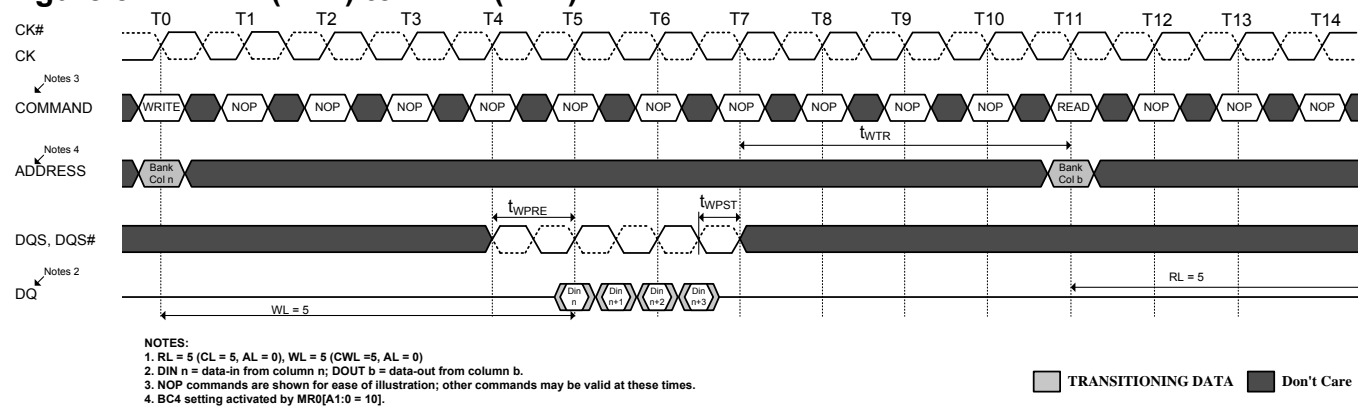 T0 T1 T2 T3 T4 T5 T6 T7 T8 T9 T10 T11 T12 T13 T14
CK#
CK
Notes 3
COMMAND WRITE NOP NOP NOP NOP NOP NOP NOP NOP NOP NOP READ NOP NOP NOP
tWTR
Notes 4
ADDRESS
Bank
Col n
Bank
Col b
tWPRE
tWPST
DQS, DQS#
Notes 2
DQ
Din
n
Din
n+1
Din
n+2
Din
n+3
RL = 5
WL = 5
NOTES:
1. RL = 5 (CL = 5, AL = 0), WL = 5 (CWL =5, AL = 0)
2. DIN n = data-in from column n; DOUT b = data-out from column b.
3. NOP commands are shown for ease of illustration; other commands may be valid at these times.
4. BC4 setting activated by MR0[A1:0 = 10].
TRANSITIONING DATA
Don't Care